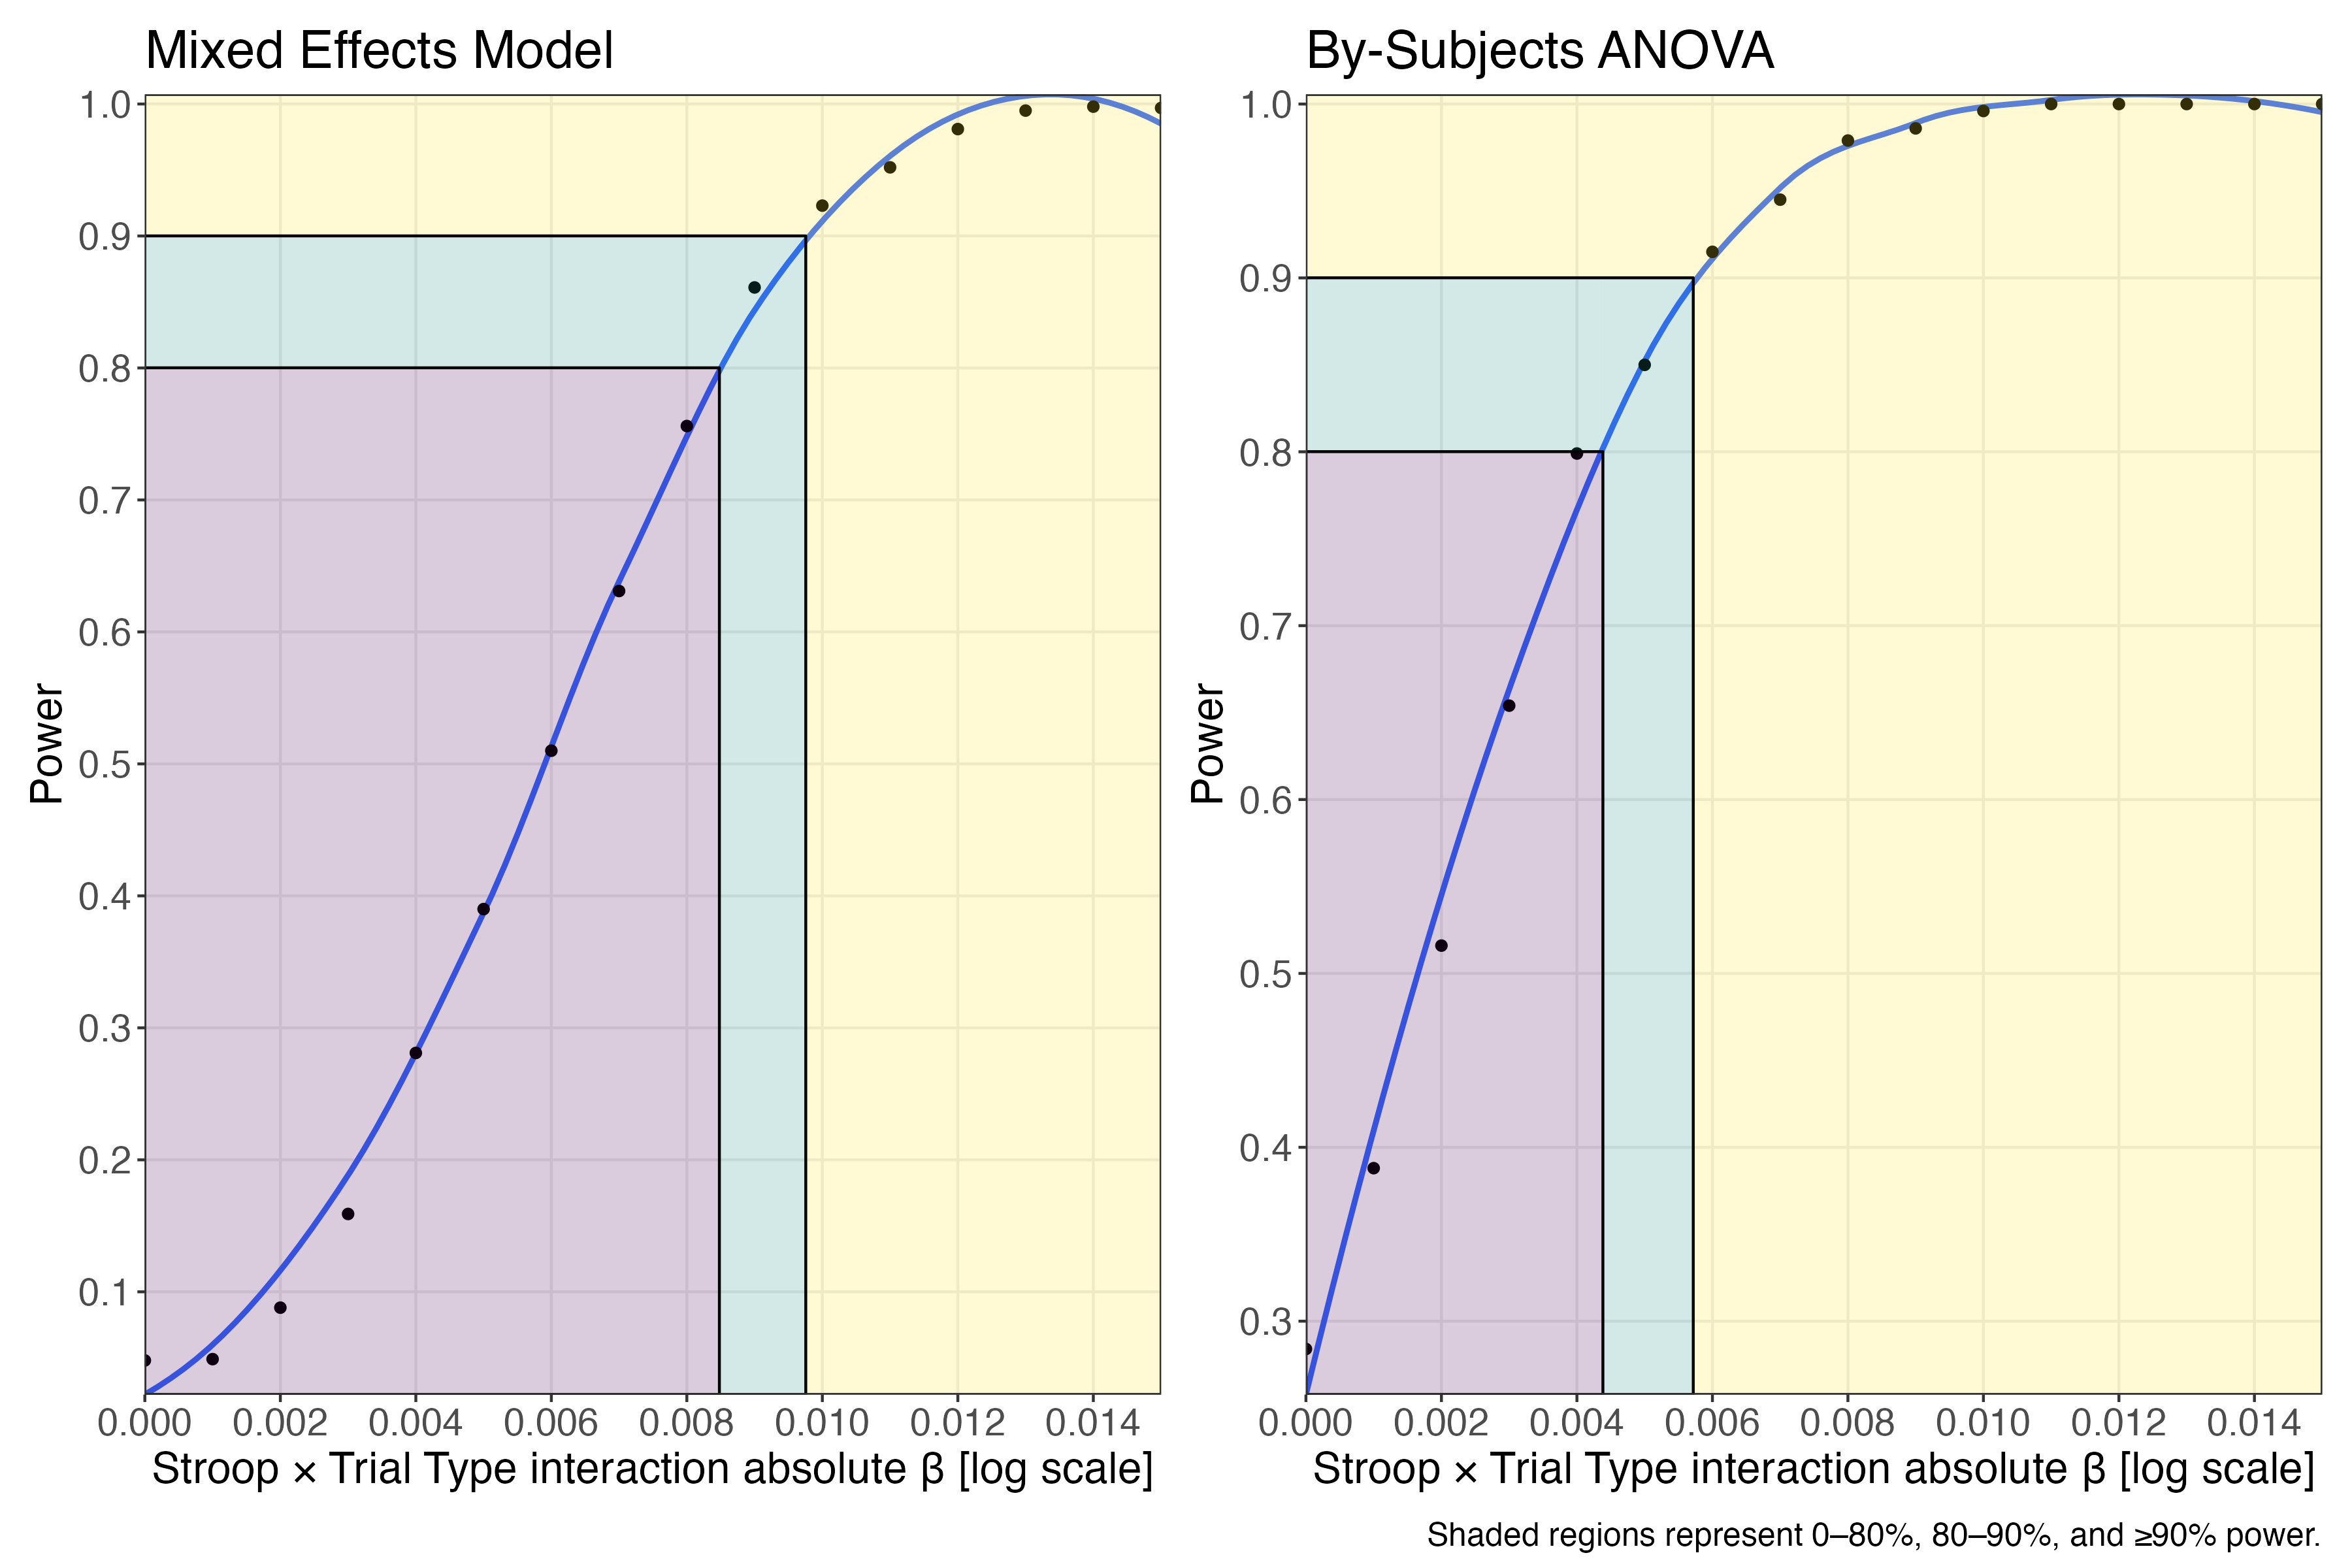 Mixed Effects Model
1.0
0.9
0.8
0.7
0.6
0.5
0.4
0.3
0.2
0.1
Power
0.000 0.002 0.004 0.006 0.008 0.010 0.012 0.014
Stroop × Trial Type interaction absolute β [log scale]
By-Subjects ANOVA
1.0
0.9
0.8
0.7
0.6
0.5
0.4
0.3
Power
0.000 0.002 0.004 0.006 0.008 0.010 0.012 0.014
Stroop × Trial Type interaction absolute β [log scale]
Shaded regions represent 0–80%, 80–90%, and ≥90% power.